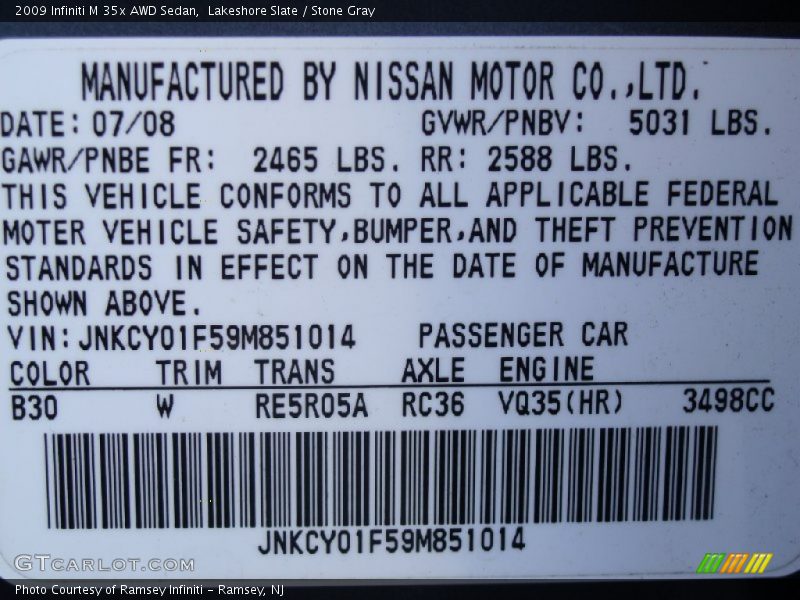 2009 Infiniti M 35x AWD Sedan,  Lakeshore Slate / Stone Gray
MANUFACTURED BY NISSAN MOTOR CO.,LTD.
DATE: 07/08 GVWR/PNBV: 5031 LBS.
GAWR/PNBE FR: 2465 LBS. RR: 2588 LBS.
THIS VEHICLE CONFORMS TO ALL APPLICABLE FEDERAL
MOTER VEHICLE SAFETY,BUMPER,AND THEFT PREVENTION
STANDARDS IN EFFECT ON THE DATE OF MANUFACTURE
SHOWN ABOVE.
VIN:JNKCY01F59M851014 PASSENGER CAR
COLOR TRIM TRANS AXLE ENGINE
B30 W RE5R05A RC36 VQ35(HR) 3498CC
JNKCY01F59M851014
GTCARLOT.COM
Photo Courtesy of Ramsey Infiniti - Ramsey, NJ